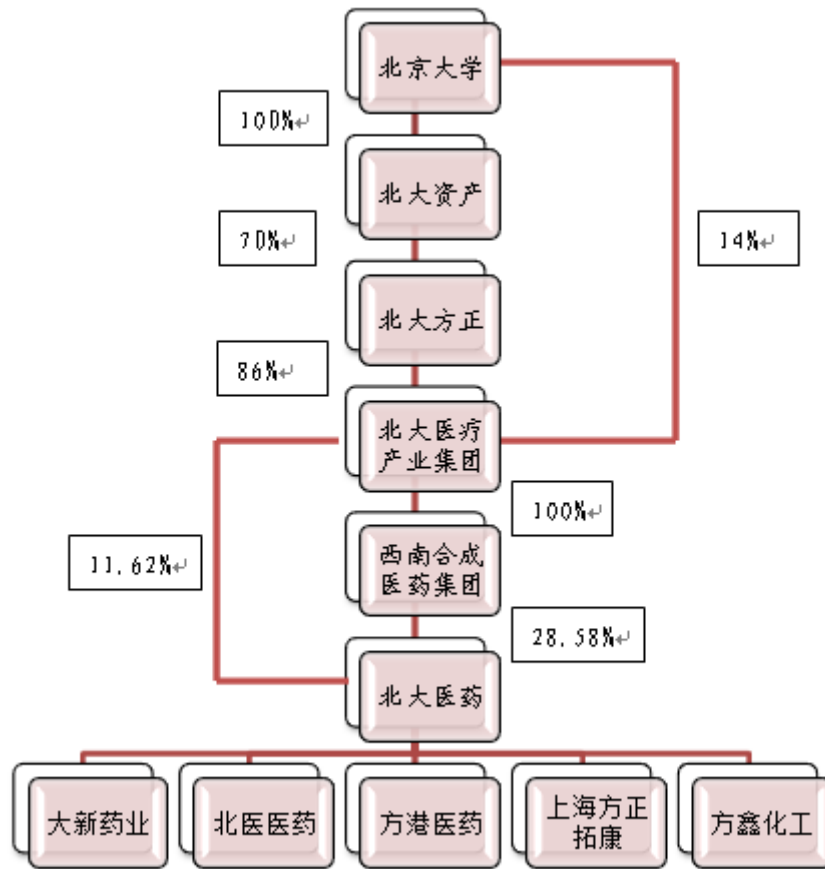 北京大学
100%↵
北大资产
70%↵
14%↵
北大方正
86%↵
北大医疗
产业集团
100%↵
11.62%↵
西南合成
医药集团
28.58%↵
北大医药
大新药业
北医医药
方港医药
上海方正
拓康
方鑫化工